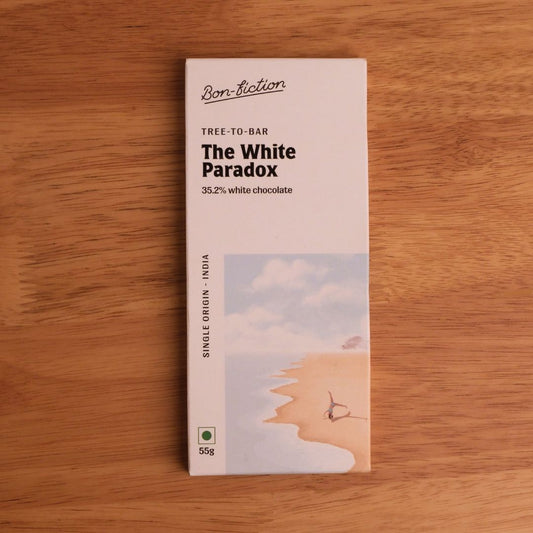 Bon-fiction
TREE-TO-BAR
The White
Paradox
35.2% white chocolate
SINGLE ORIGIN - INDIA
55g